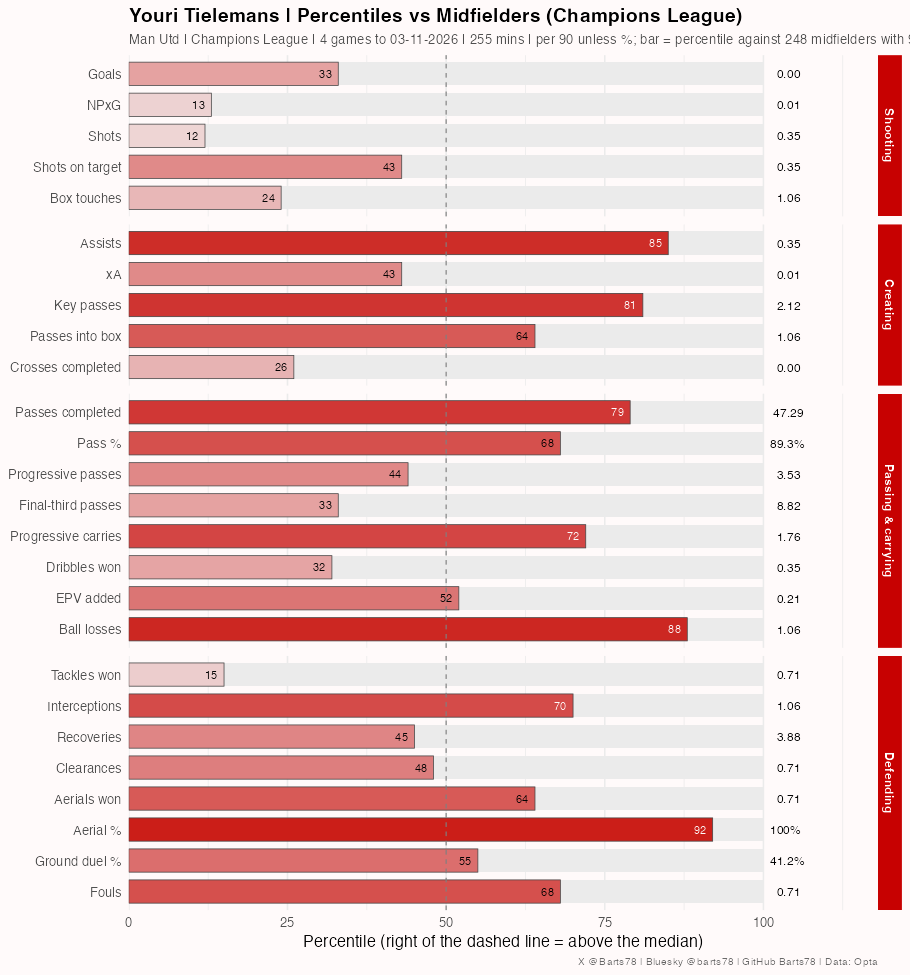 Youri Tielemans | Percentiles vs Midfielders (Champions League)
Man Utd | Champions League | 4 games to 03-11-2026 | 255 mins | per 90 unless %; bar = percentile against 248 midfielders with
Goals 33 0.00
NPxG 13 0.01
Shots 12 0.35
Shots on target 43 0.35
Box touches 24 1.06
Shooting
Assists 85 0.35
xA 43 0.01
Key passes 81 2.12
Passes into box 64 1.06
Crosses completed 26 0.00
Creating
Passes completed 79 47.29
Pass % 68 89.3%
Progressive passes 44 3.53
Final-third passes 33 8.82
Progressive carries 72 1.76
Dribbles won 32 0.35
EPV added 52 0.21
Ball losses 88 1.06
Passing & carrying
Tackles won 15 0.71
Interceptions 70 1.06
Recoveries 45 3.88
Clearances 48 0.71
Aerials won 64 0.71
Aerial % 92 100%
Ground duel % 55 41.2%
Fouls 68 0.71
Defending
0 25 50 75 100
Percentile (right of the dashed line = above the median)
X @Barts78 | Bluesky @barts78 | GitHub Barts78 | Data: Opta